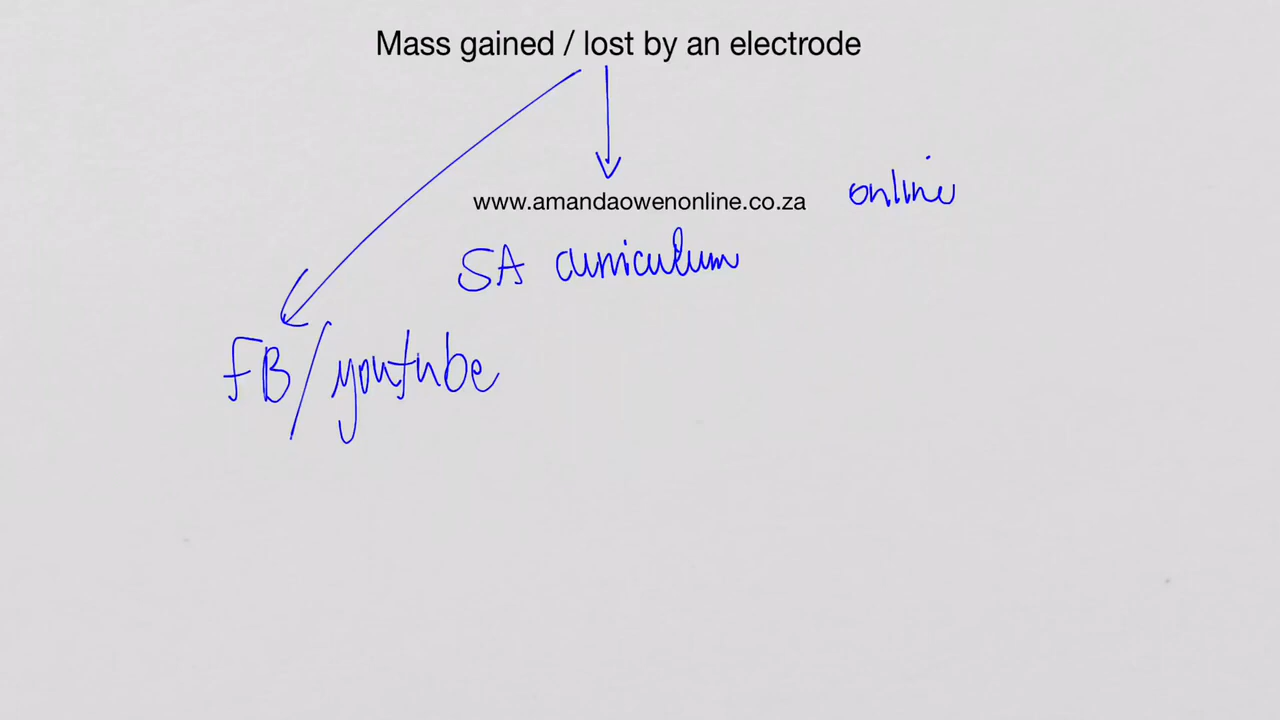 Mass gained / lost by an electrode
www.amandaowenonline.co.za online
SA curriculum
FB/youtube